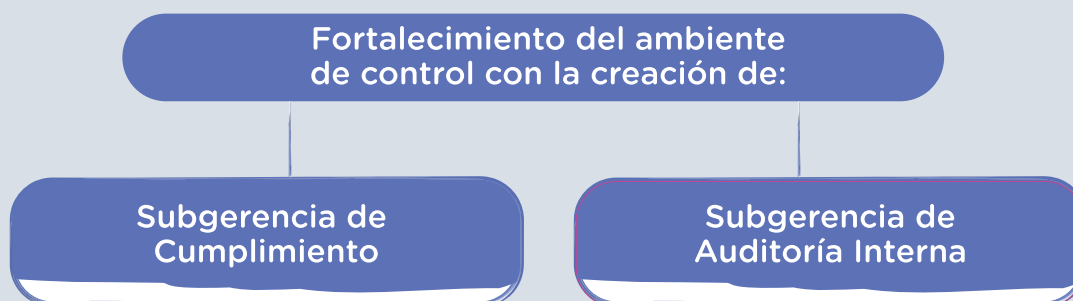 Fortalecimiento del ambiente
de control con la creación de:
Subgerencia de
Cumplimiento
Subgerencia de
Auditoría Interna